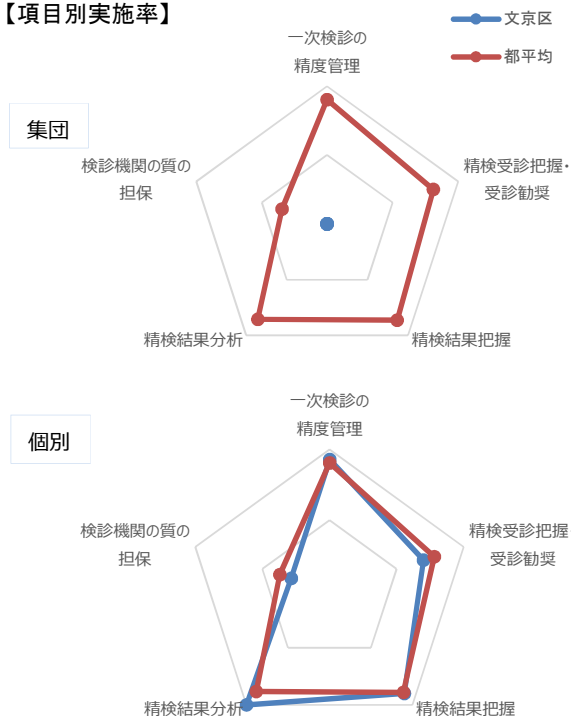 【項目別実施率】
文京区
都平均
集団
一次検診の
精度管理
精検受診把握・
受診勧奨
精検結果把握
精検結果分析
検診機関の質の
担保
個別
一次検診の
精度管理
精検受診把握
受診勧奨
精検結果把握
精検結果分析
検診機関の質の
担保